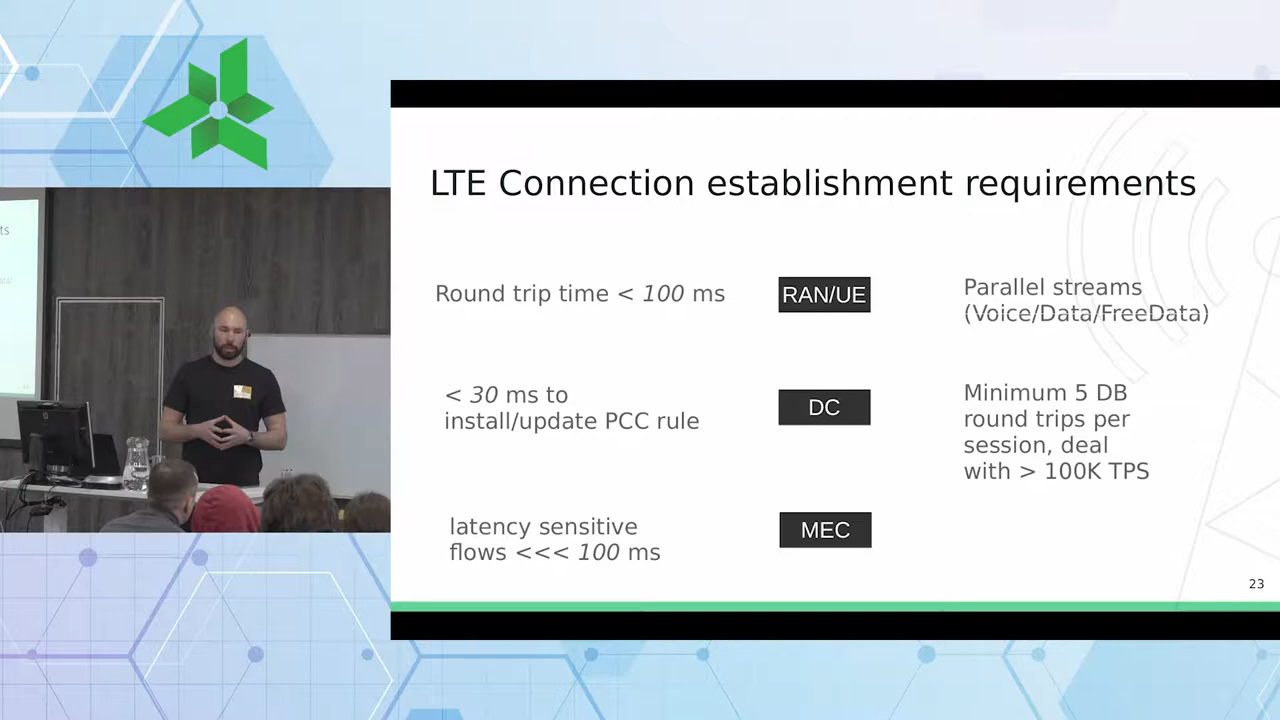 LTE Connection establishment requirements
Round trip time < 100 ms
RAN/UE
Parallel streams
(Voice/Data/FreeData)
< 30 ms to
install/update PCC rule
DC
Minimum 5 DB
round trips per
session, deal
with > 100K TPS
latency sensitive
flows <<< 100 ms
MEC
23
ts